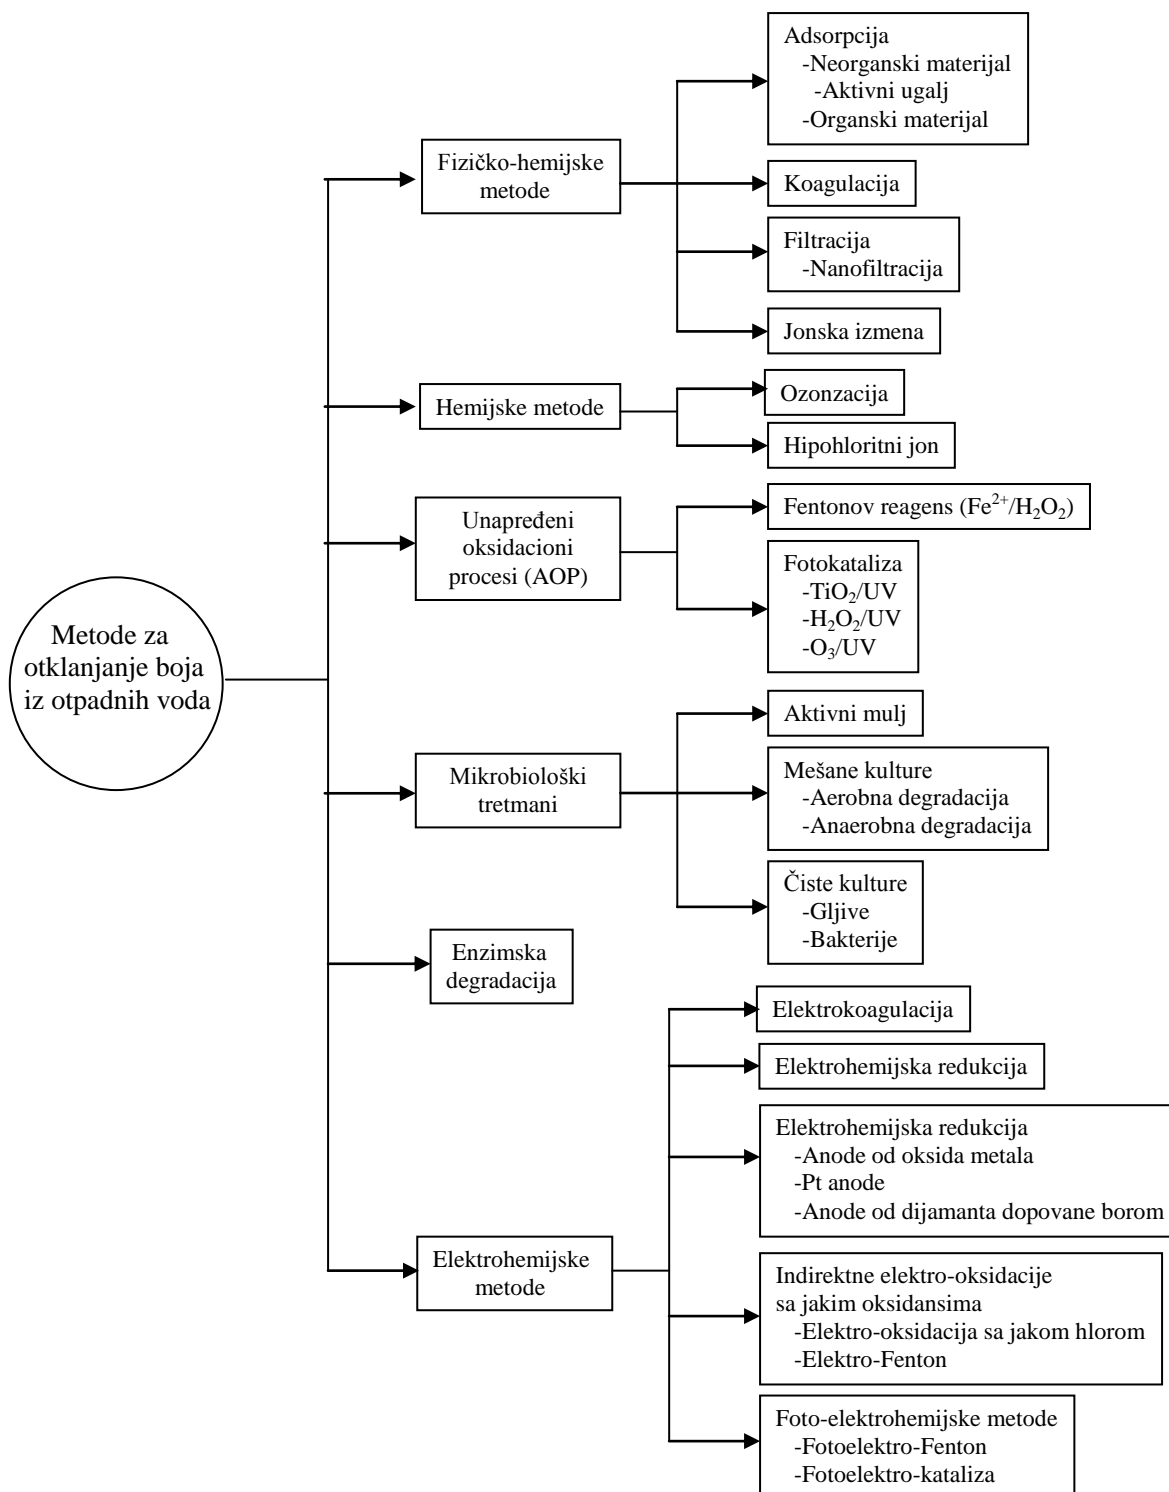 Metode za
otklanjanje boja
iz otpadnih voda
Fizičko-hemijske
metode
Adsorpcija
-Neorganski materijal
-Aktivni ugalj
-Organski materijal
Koagulacija
Filtracija
-Nanofiltracija
Jonska izmena
Hemijske metode
Ozonzacija
Hipohloritni jon
Unapređeni
oksidacioni
procesi (AOP)
Fentonov reagens (Fe²⁺/H₂O₂)
Fotokataliza
-TiO₂/UV
-H₂O₂/UV
-O₃/UV
Mikrobiološki
tretmani
Aktivni mulj
Mešane kulture
-Aerobna degradacija
-Anaerobna degradacija
Čiste kulture
-Gljive
-Bakterije
Enzimska
degradacija
Elektrohemijske
metode
Elektrokoagulacija
Elektrohemijska redukcija
Elektrohemijska redukcija
-Anode od oksida metala
-Pt anode
-Anode od dijamanta dopovane borom
Indirektne elektro-oksidacije
sa jakim oksidansima
-Elektro-oksidacija sa jakom hlorom
-Elektro-Fenton
Foto-elektrohemijske metode
-Fotoelektro-Fenton
-Fotoelektro-kataliza